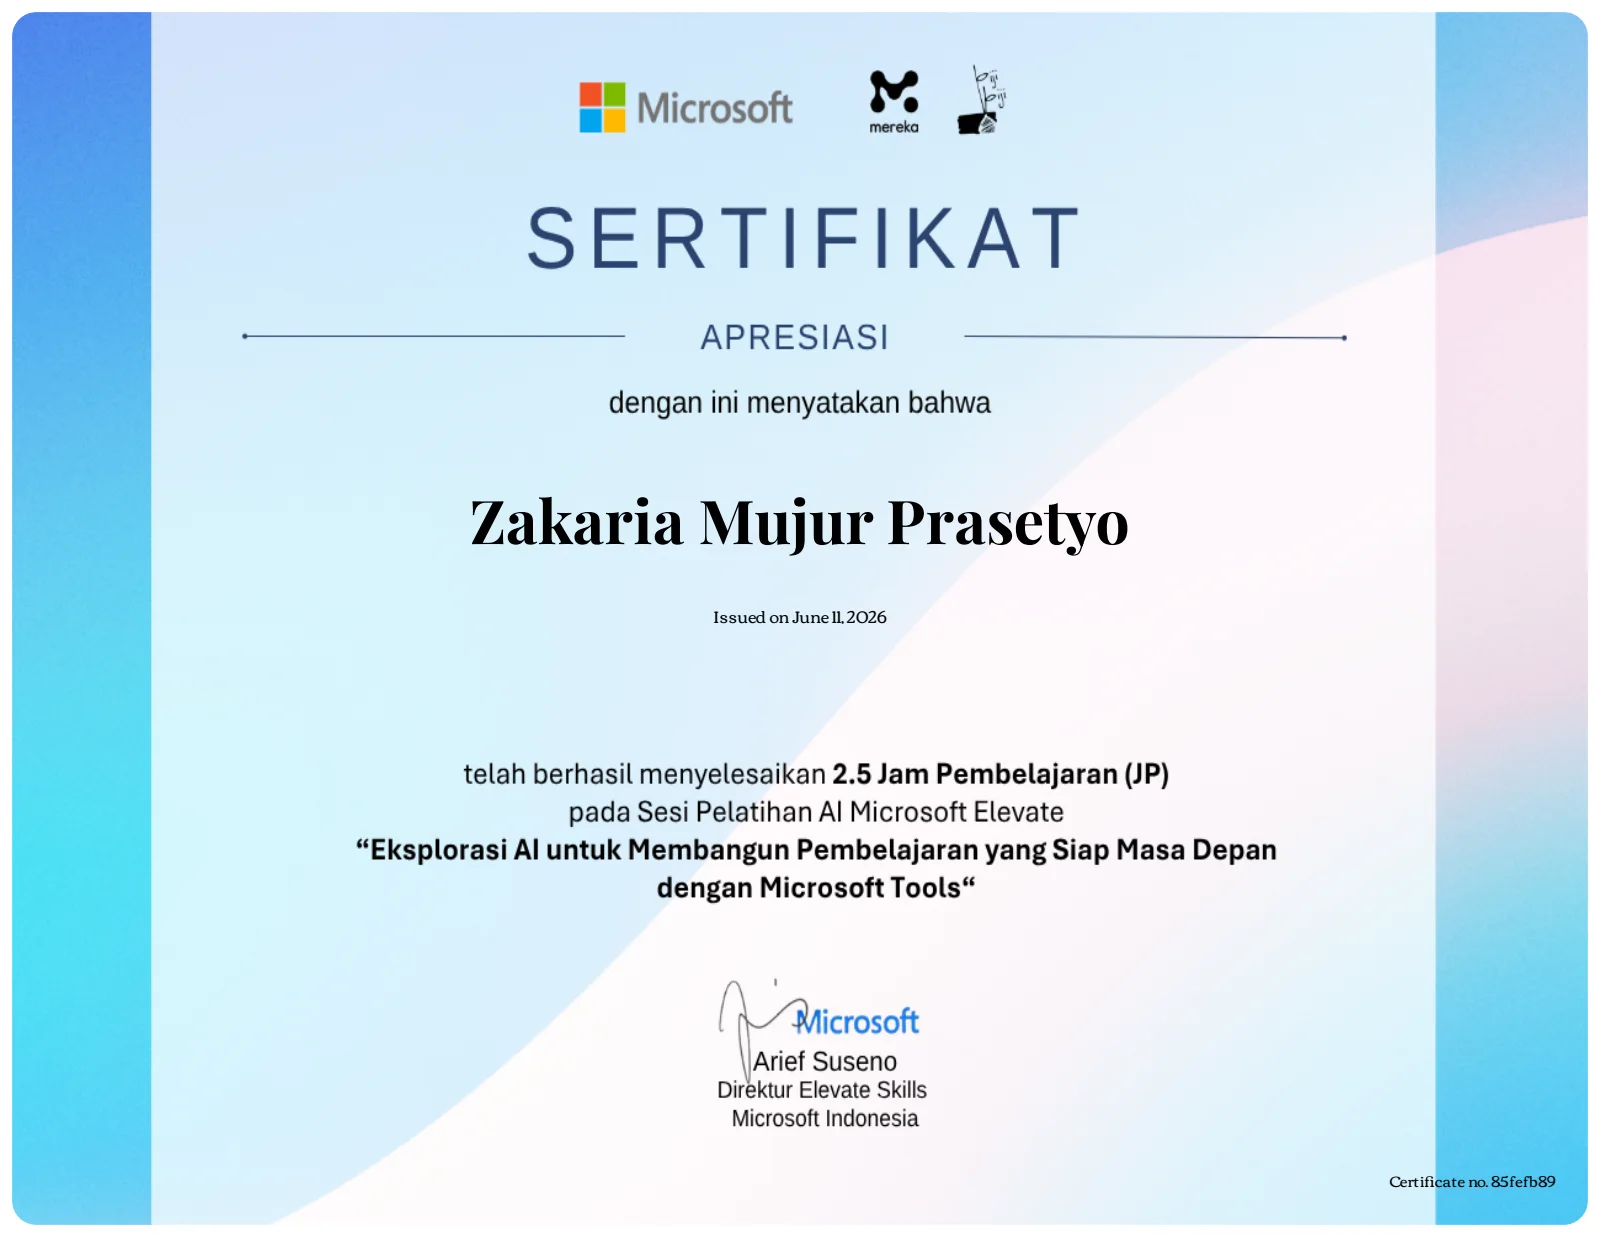 Microsoft
mereka
biji
biji
SERTIFIKAT
APRESIASI
dengan ini menyatakan bahwa
Zakaria Mujur Prasetyo
Issued on June 11, 2026
telah berhasil menyelesaikan 2.5 Jam Pembelajaran (JP)
pada Sesi Pelatihan AI Microsoft Elevate
“Eksplorasi AI untuk Membangun Pembelajaran yang Siap Masa Depan
dengan Microsoft Tools“
Microsoft
Arief Suseno
Direktur Elevate Skills
Microsoft Indonesia
Certificate no. 85fefb89